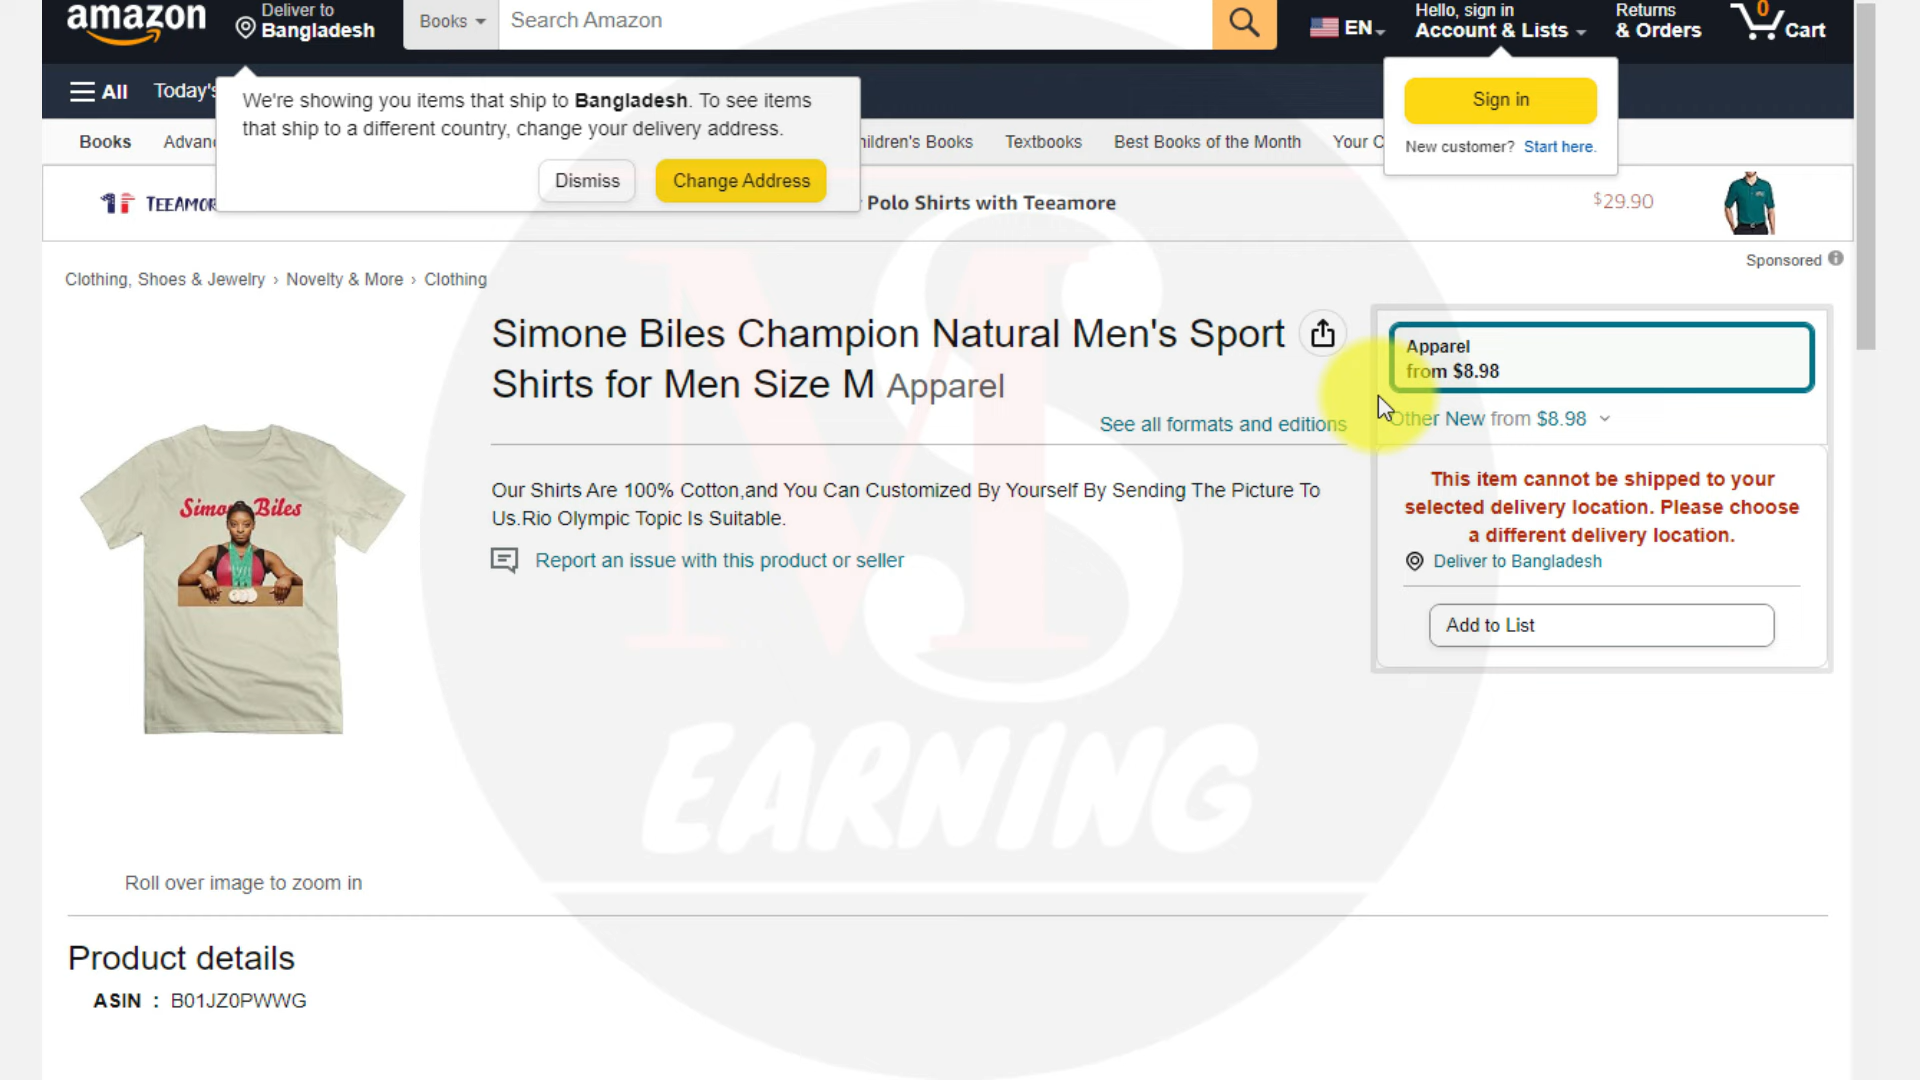 amazon
Deliver to
Bangladesh
Books
Search Amazon
EN
Hello, sign in
Account & Lists
Returns
& Orders
0
Cart
All
Today's
We're showing you items that ship to Bangladesh. To see items
that ship to a different country, change your delivery address.
Dismiss
Change Address
Sign in
New customer? Start here.
Books
Children's Books
Textbooks
Best Books of the Month
TEEAMOR
Polo Shirts with Teeamore
$29.90
Sponsored
Clothing, Shoes & Jewelry › Novelty & More › Clothing
Simone Biles Champion Natural Men's Sport
Shirts for Men Size M Apparel
See all formats and editions
Our Shirts Are 100% Cotton,and You Can Customized By Yourself By Sending The Picture To
Us.Rio Olympic Topic Is Suitable.
Report an issue with this product or seller
Apparel
from $8.98
Other New from $8.98
This item cannot be shipped to your
selected delivery location. Please choose
a different delivery location.
Deliver to Bangladesh
Add to List
Simone Biles
MS
EARNING
Roll over image to zoom in
Product details
ASIN : B01JZ0PWWG